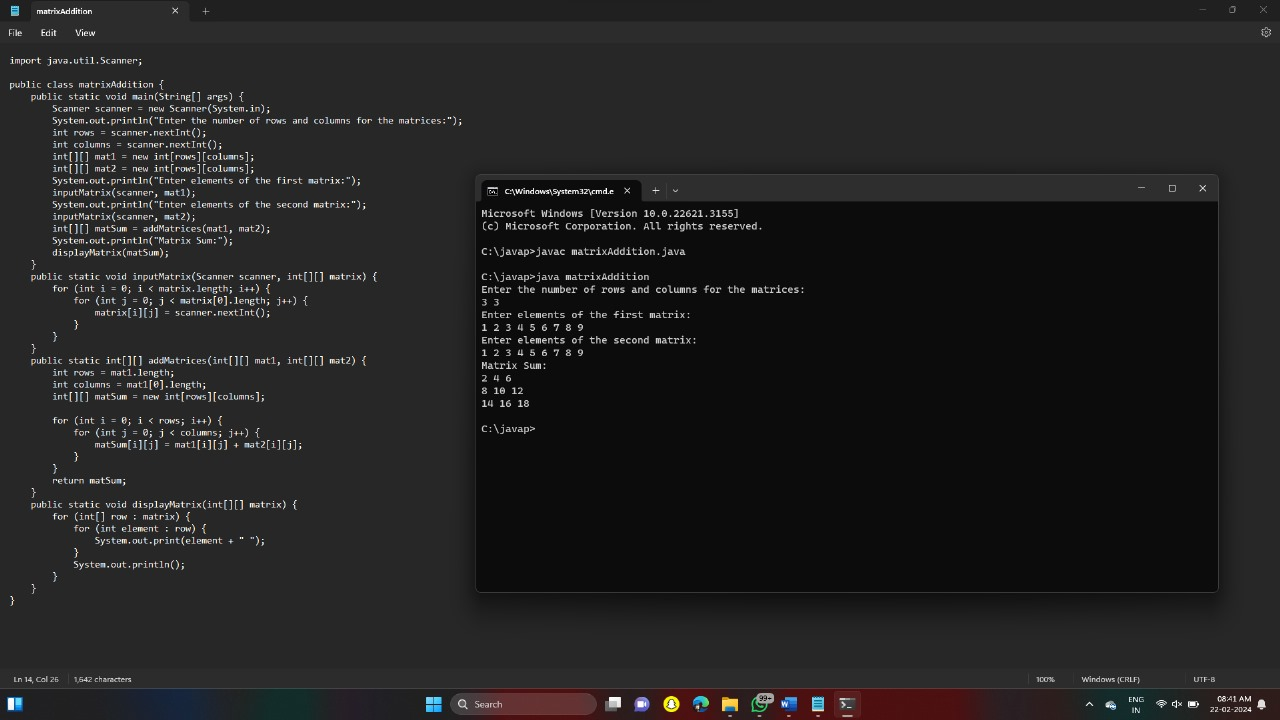 matrixAddition
File Edit View
import java.util.Scanner;
public class matrixAddition {
    public static void main(String[] args) {
        Scanner scanner = new Scanner(System.in);
        System.out.println("Enter the number of rows and columns for the matrices:");
        int rows = scanner.nextInt();
        int columns = scanner.nextInt();
        int[][] mat1 = new int[rows][columns];
        int[][] mat2 = new int[rows][columns];
        System.out.println("Enter elements of the first matrix:");
        inputMatrix(scanner, mat1);
        System.out.println("Enter elements of the second matrix:");
        inputMatrix(scanner, mat2);
        int[][] matSum = addMatrices(mat1, mat2);
        System.out.println("Matrix Sum:");
        displayMatrix(matSum);
    }
    public static void inputMatrix(Scanner scanner, int[][] matrix) {
        for (int i = 0; i < matrix.length; i++) {
            for (int j = 0; j < matrix[0].length; j++) {
                matrix[i][j] = scanner.nextInt();
            }
        }
    }
    public static int[][] addMatrices(int[][] mat1, int[][] mat2) {
        int rows = mat1.length;
        int columns = mat1[0].length;
        int[][] matSum = new int[rows][columns];
        for (int i = 0; i < rows; i++) {
            for (int j = 0; j < columns; j++) {
                matSum[i][j] = mat1[i][j] + mat2[i][j];
            }
        }
        return matSum;
    }
    public static void displayMatrix(int[][] matrix) {
        for (int[] row : matrix) {
            for (int element : row) {
                System.out.print(element + " ");
            }
            System.out.println();
        }
    }
}
C:\Windows\System32\cmd.e
Microsoft Windows [Version 10.0.22621.3155]
(c) Microsoft Corporation. All rights reserved.
C:\javap>javac matrixAddition.java
C:\javap>java matrixAddition
Enter the number of rows and columns for the matrices:
3 3
Enter elements of the first matrix:
1 2 3 4 5 6 7 8 9
Enter elements of the second matrix:
1 2 3 4 5 6 7 8 9
Matrix Sum:
2 4 6
8 10 12
14 16 18
C:\javap>
Ln 14, Col 26 1,642 characters 100% Windows (CRLF) UTF-8
Search
99+
ENG
IN
08:41 AM
22-02-2024